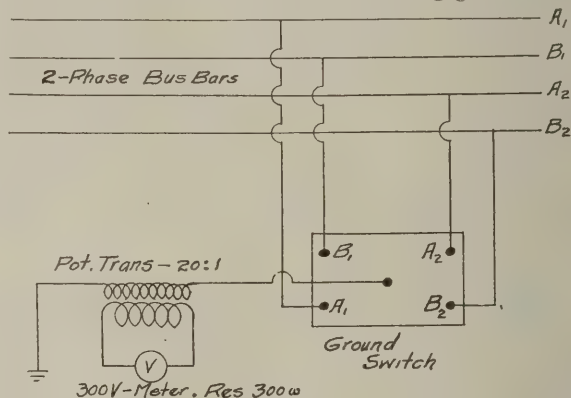 A₁
B₁
2-Phase Bus Bars
A₂
B₂
B₁
A₂
Pot. Trans - 20:1
A₁
B₂
Ground
Switch
V
300V-Meter. Res 300ω